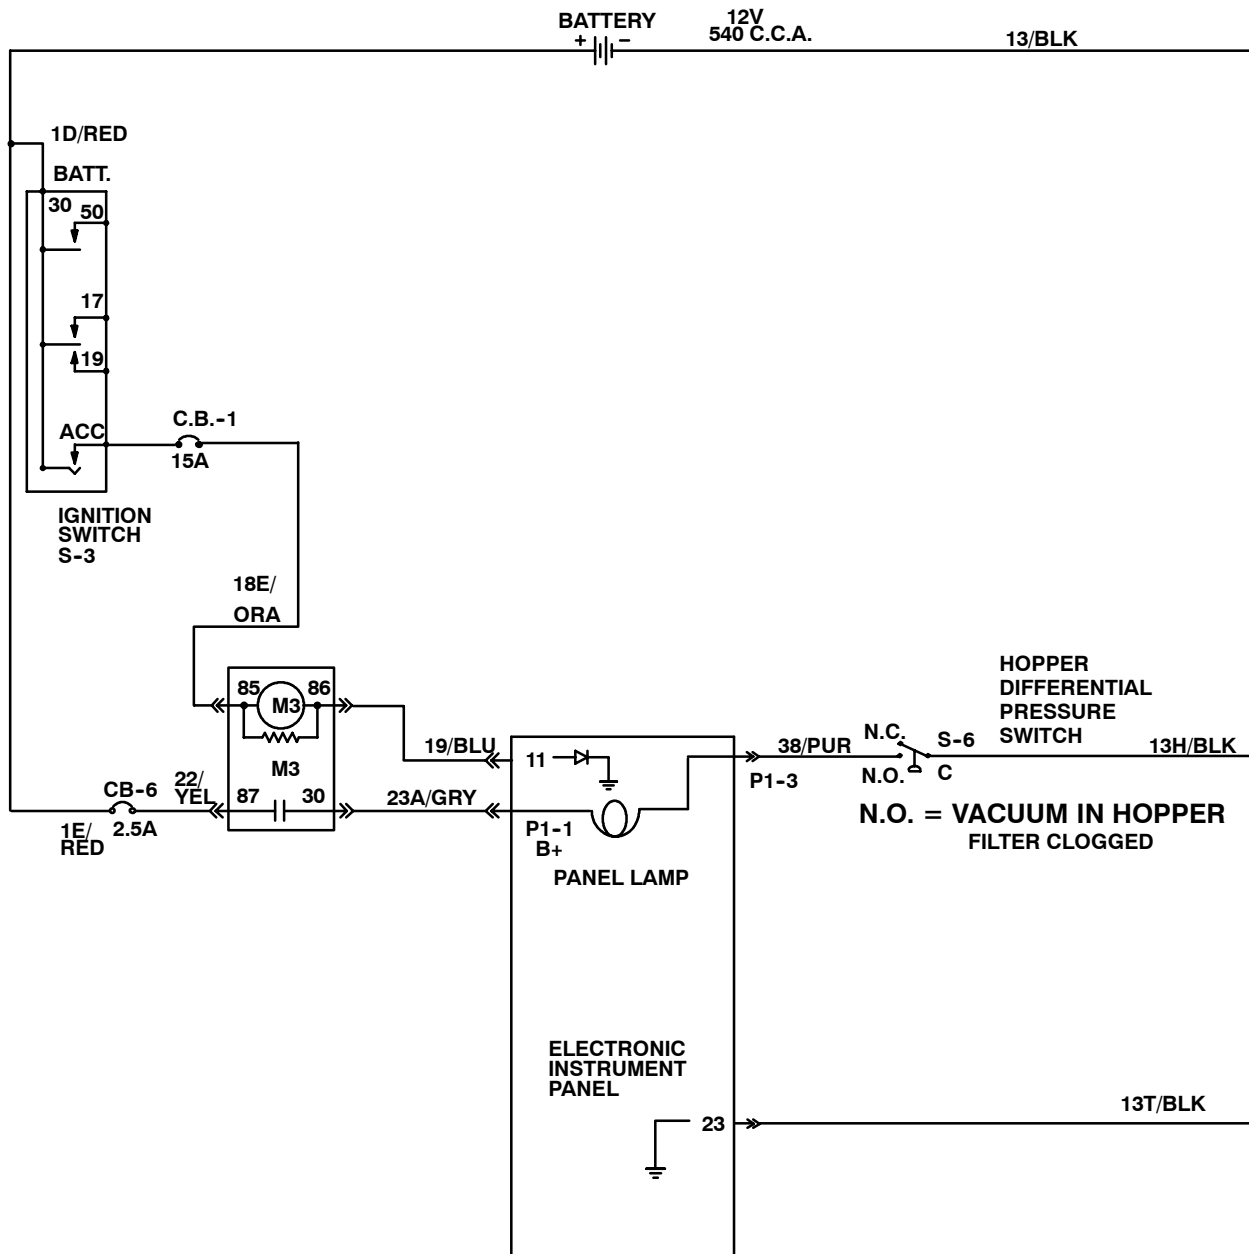 BATTERY
12V
540 C.C.A.
+ -
13/BLK
1D/RED
BATT.
30
50
17
19
ACC
C.B.-1
15A
IGNITION
SWITCH
S-3
18E/
ORA
85
M3
86
M3
19/BLU
11
38/PUR
P1-3
N.C.
S-6
N.O.
C
HOPPER
DIFFERENTIAL
PRESSURE
SWITCH
13H/BLK
CB-6
2.5A
22/
YEL
87
30
23A/GRY
1E/
RED
P1-1
B+
PANEL LAMP
N.O. = VACUUM IN HOPPER
FILTER CLOGGED
ELECTRONIC
INSTRUMENT
PANEL
23
13T/BLK